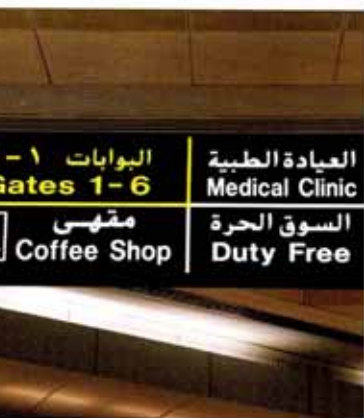 العيادة الطبية
Medical Clinic
البوابات ١ -
Gates 1-6
السوق الحرة
Duty Free
مقهى
Coffee Shop